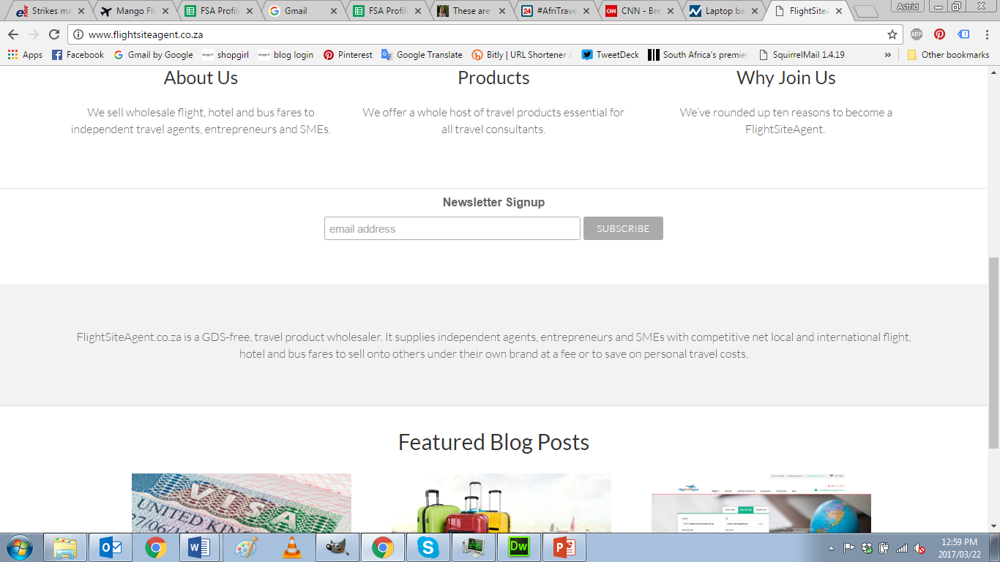 Strikes ma
Mango Fl
FSA Profil
Gmail
FSA Profil
These are
#AfriTrave
CNN - Bre
Laptop ba
FlightSiteA
Astrid
www.flightsiteagent.co.za
Apps
Facebook
Gmail by Google
shopgirl
blog login
Pinterest
Google Translate
Bitly | URL Shortener a
TweetDeck
South Africa's premie
SquirrelMail 1.4.19
»
Other bookmarks
About Us
Products
Why Join Us
We sell wholesale flight, hotel and bus fares to
independent travel agents, entrepreneurs and SMEs.
We offer a whole host of travel products essential for
all travel consultants.
We've rounded up ten reasons to become a
FlightSiteAgent.
Newsletter Signup
email address
SUBSCRIBE
FlightSiteAgent.co.za is a GDS-free, travel product wholesaler. It supplies independent agents, entrepreneurs and SMEs with competitive net local and international flight,
hotel and bus fares to sell onto others under their own brand at a fee or to save on personal travel costs.
Featured Blog Posts
VISA
UNITED KIN
27/06/
FlightSiteAgent
12:59 PM
2017/03/22